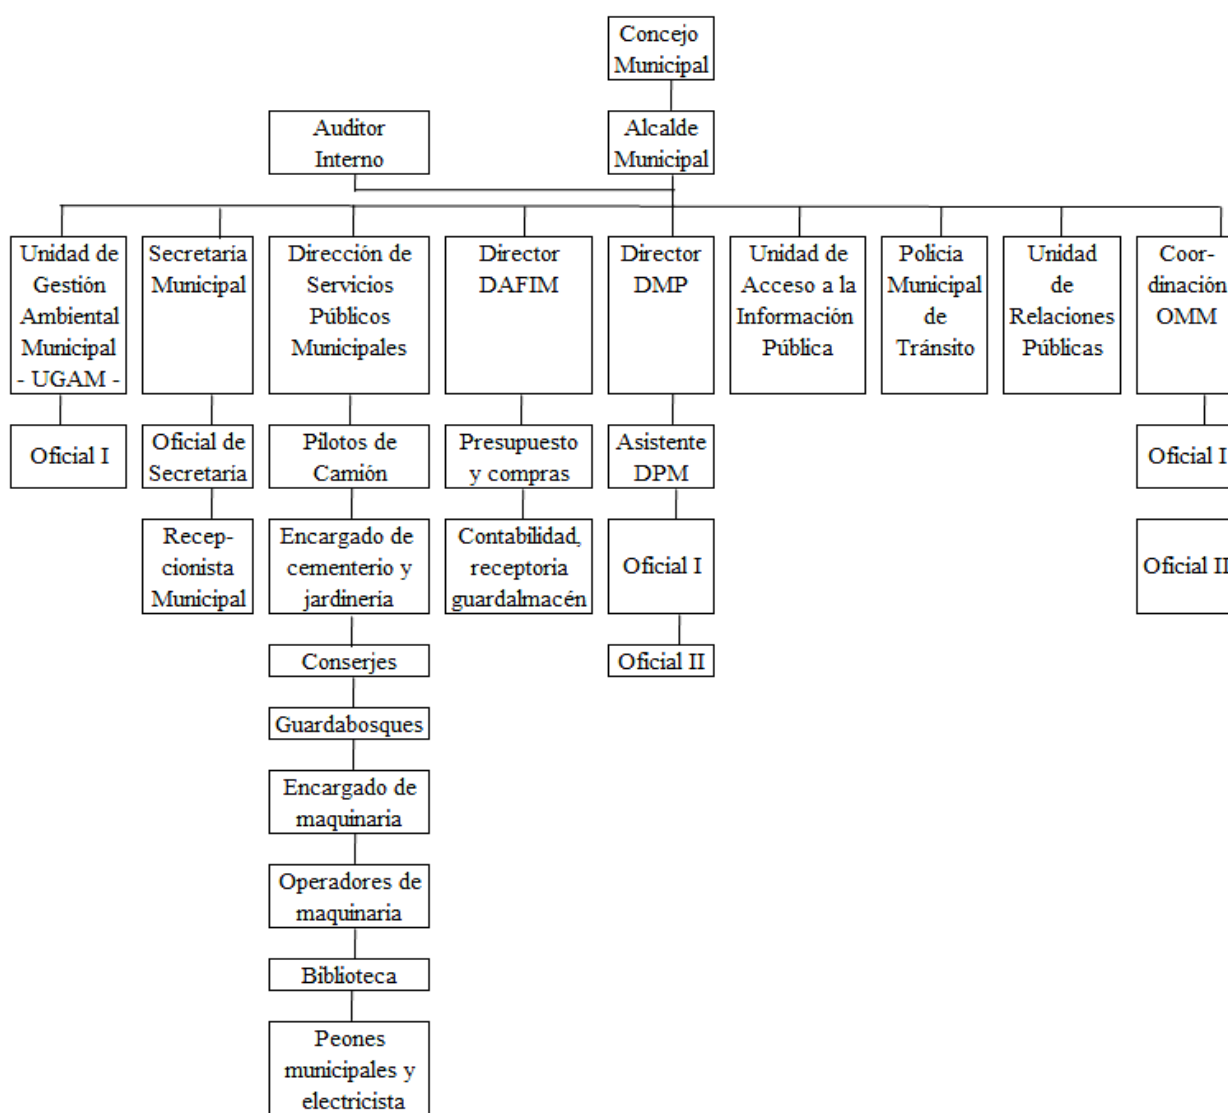 Concejo
Municipal
Auditor
Interno
Alcalde
Municipal
Unidad de
Gestión
Ambiental
Municipal
- UGAM -
Secretaría
Municipal
Dirección de
Servicios
Públicos
Municipales
Director
DAFIM
Director
DMP
Unidad de
Acceso a la
Información
Pública
Policía
Municipal
de
Tránsito
Unidad
de
Relaciones
Públicas
Coor-
dinación
OMM
Oficial I
Oficial de
Secretaría
Pilotos de
Camión
Presupuesto
y compras
Asistente
DPM
Oficial I
Recep-
cionista
Municipal
Encargado de
cementerio y
jardinería
Contabilidad,
receptoria
guardalmacén
Oficial I
Oficial II
Conserjes
Oficial II
Guardabosques
Encargado de
maquinaria
Operadores de
maquinaria
Biblioteca
Peones
municipales y
electricista